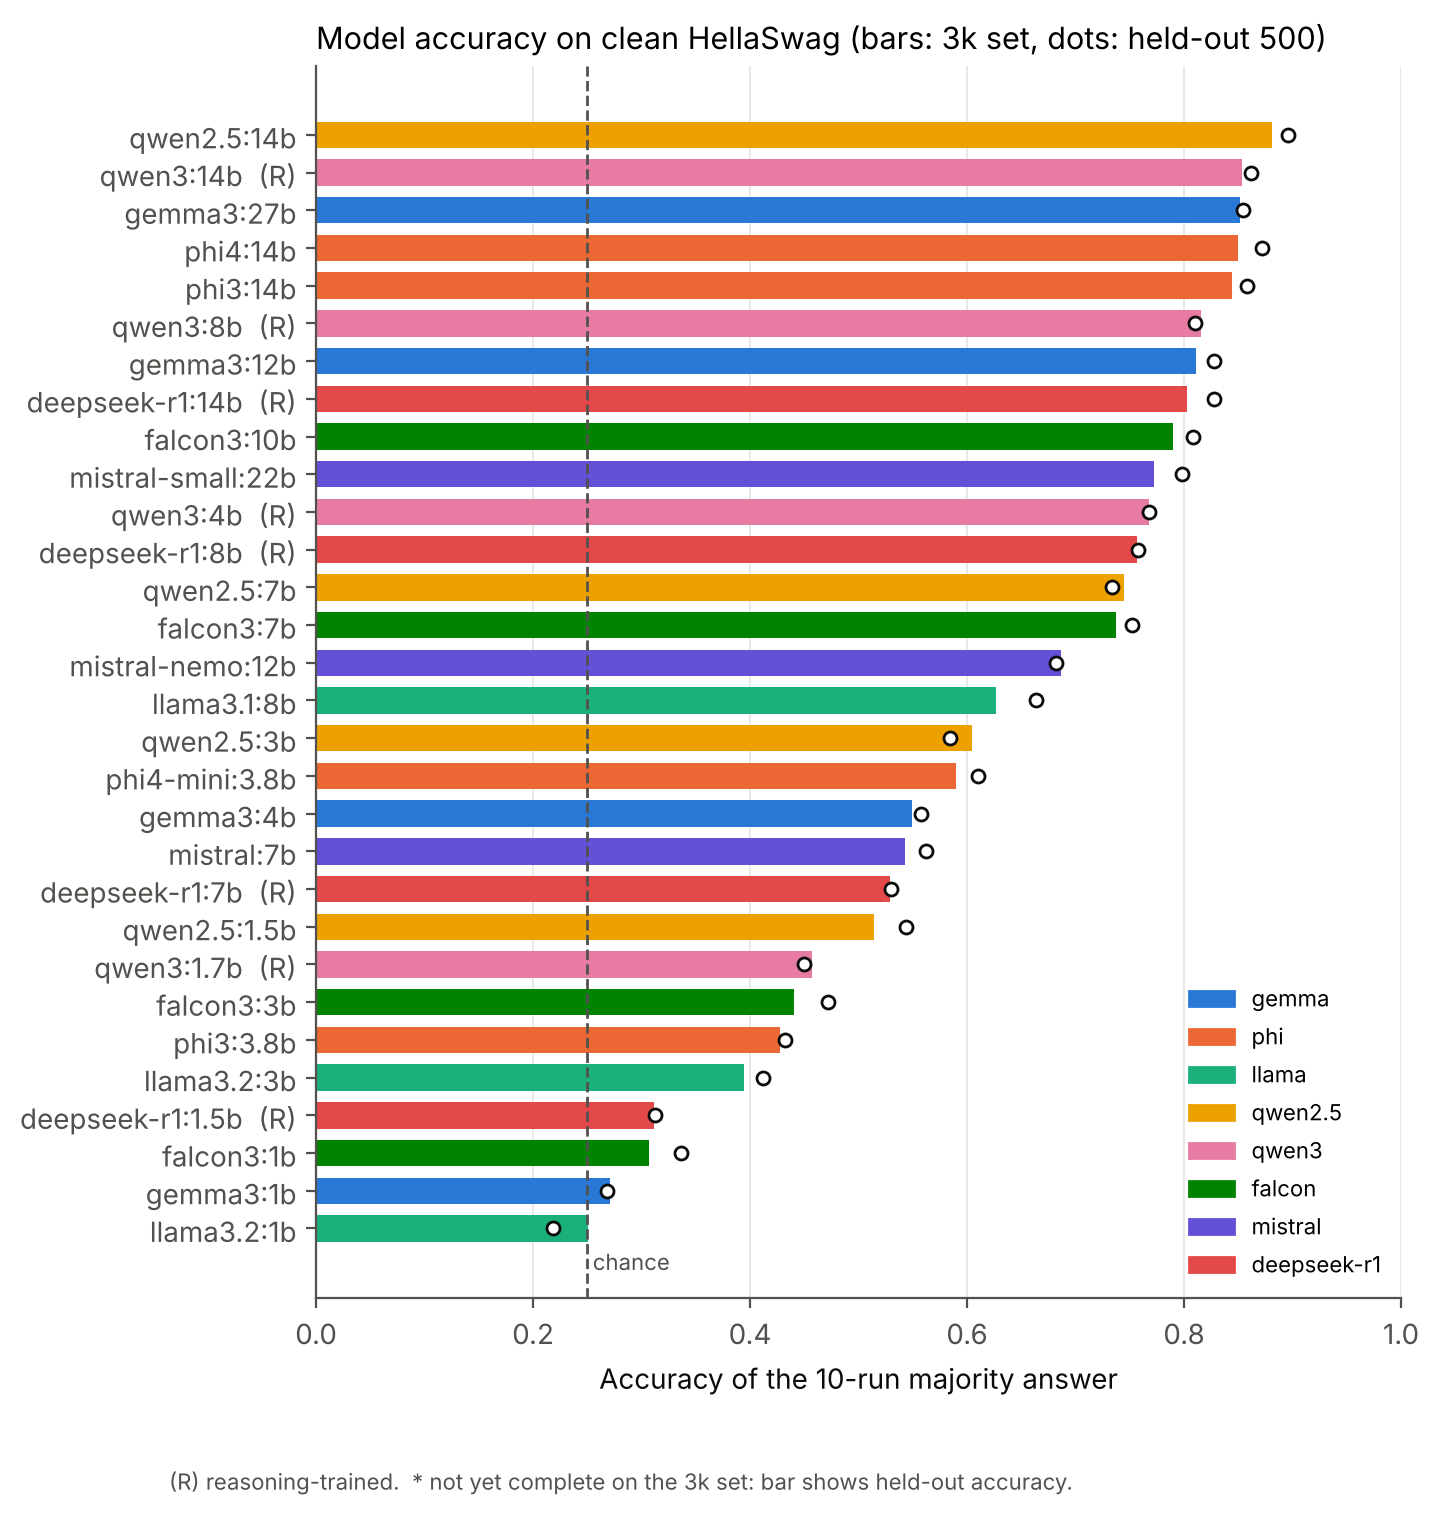 Model accuracy on clean HellaSwag (bars: 3k set, dots: held-out 500)
qwen2.5:14b
qwen3:14b (R)
gemma3:27b
phi4:14b
phi3:14b
qwen3:8b (R)
gemma3:12b
deepseek-r1:14b (R)
falcon3:10b
mistral-small:22b
qwen3:4b (R)
deepseek-r1:8b (R)
qwen2.5:7b
falcon3:7b
mistral-nemo:12b
llama3.1:8b
qwen2.5:3b
phi4-mini:3.8b
gemma3:4b
mistral:7b
deepseek-r1:7b (R)
qwen2.5:1.5b
qwen3:1.7b (R)
falcon3:3b
phi3:3.8b
llama3.2:3b
deepseek-r1:1.5b (R)
falcon3:1b
gemma3:1b
llama3.2:1b
chance
gemma
phi
llama
qwen2.5
qwen3
falcon
mistral
deepseek-r1
0.0 0.2 0.4 0.6 0.8 1.0
Accuracy of the 10-run majority answer
(R) reasoning-trained. * not yet complete on the 3k set: bar shows held-out accuracy.